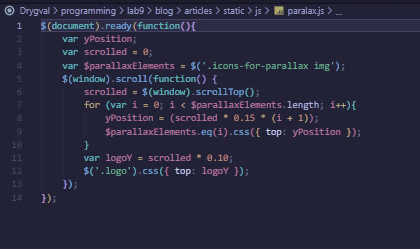 Drygval > programming > lab9 > blog > articles > static > js > paralax.js > ...
1 $(document).ready(function(){
2 var yPosition;
3 var scrolled = 0;
4 var $parallaxElements = $('.icons-for-parallax img');
5 $(window).scroll(function() {
6 scrolled = $(window).scrollTop();
7 for (var i = 0; i < $parallaxElements.length; i++){
8 yPosition = (scrolled * 0.15 * (i + 1));
9 $parallaxElements.eq(i).css({ top: yPosition });
10 }
11 var logoY = scrolled * 0.10;
12 $('.logo').css({ top: logoY });
13 });
14 });